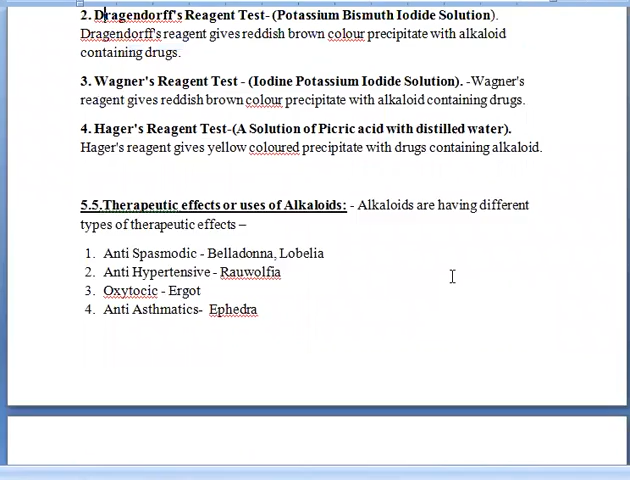 2. Dragendorff's Reagent Test- (Potassium Bismuth Iodide Solution).
Dragendorff's reagent gives reddish brown colour precipitate with alkaloid
containing drugs.
3. Wagner's Reagent Test - (Iodine Potassium Iodide Solution). -Wagner's
reagent gives reddish brown colour precipitate with alkaloid containing drugs.
4. Hager's Reagent Test-(A Solution of Picric acid with distilled water).
Hager's reagent gives yellow coloured precipitate with drugs containing alkaloid.
5.5.Therapeutic effects or uses of Alkaloids: - Alkaloids are having different
types of therapeutic effects –
1. Anti Spasmodic - Belladonna, Lobelia
2. Anti Hypertensive - Rauwolfia
3. Oxytocic - Ergot
4. Anti Asthmatics- Ephedra